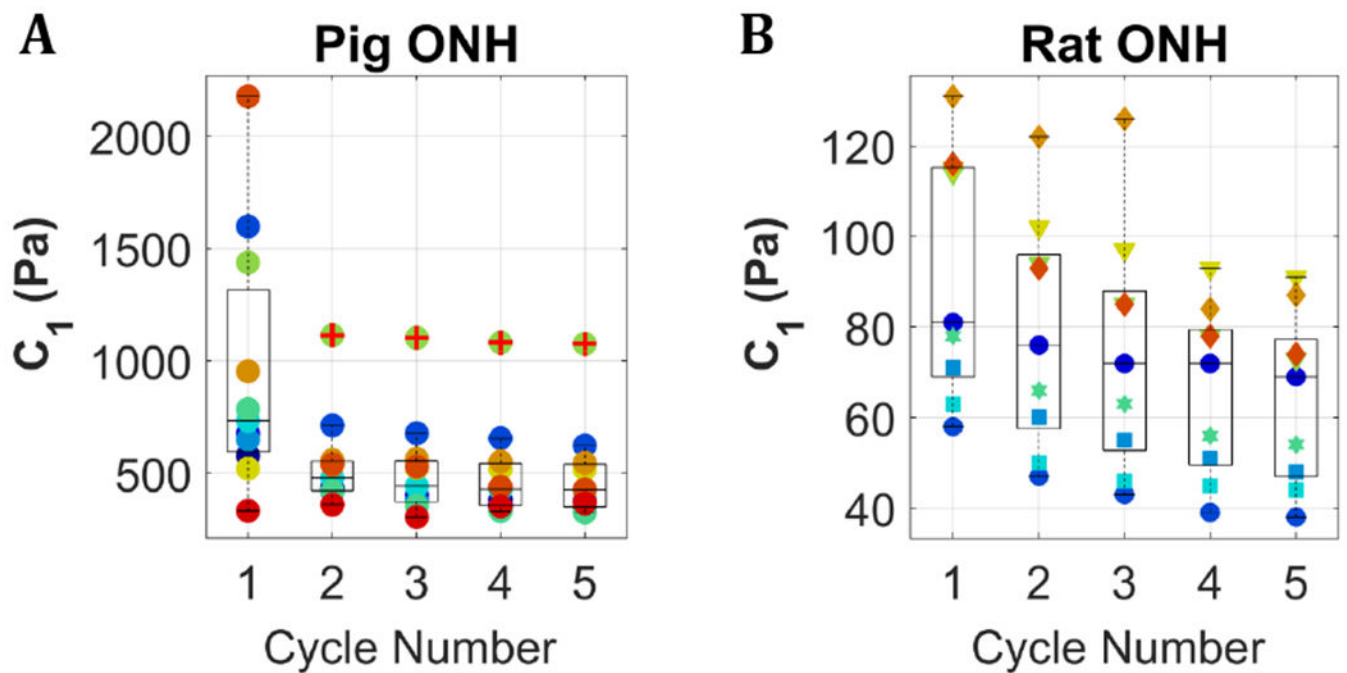 A
Pig ONH
C1 (Pa)
2000
1500
1000
500
1 2 3 4 5
Cycle Number
B
Rat ONH
C1 (Pa)
120
100
80
60
40
1 2 3 4 5
Cycle Number